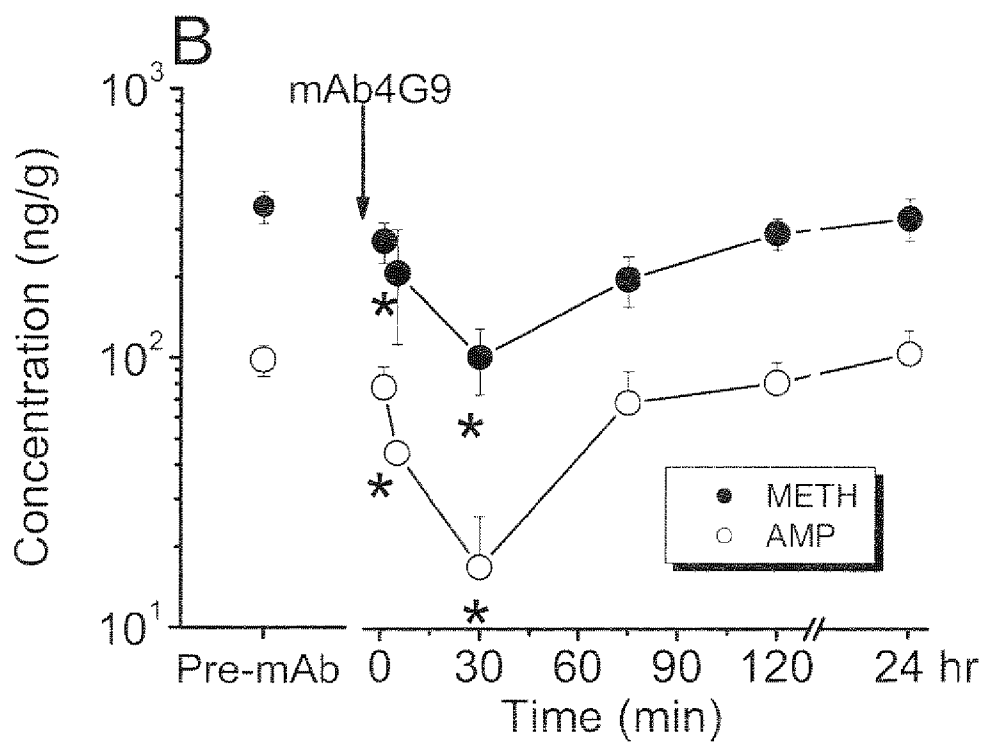 B
mAb4G9
10³
10²
10¹
Concentration (ng/g)
*
*
*
*
METH
AMP
Pre-mAb 0 30 60 90 120 24 hr
Time (min)